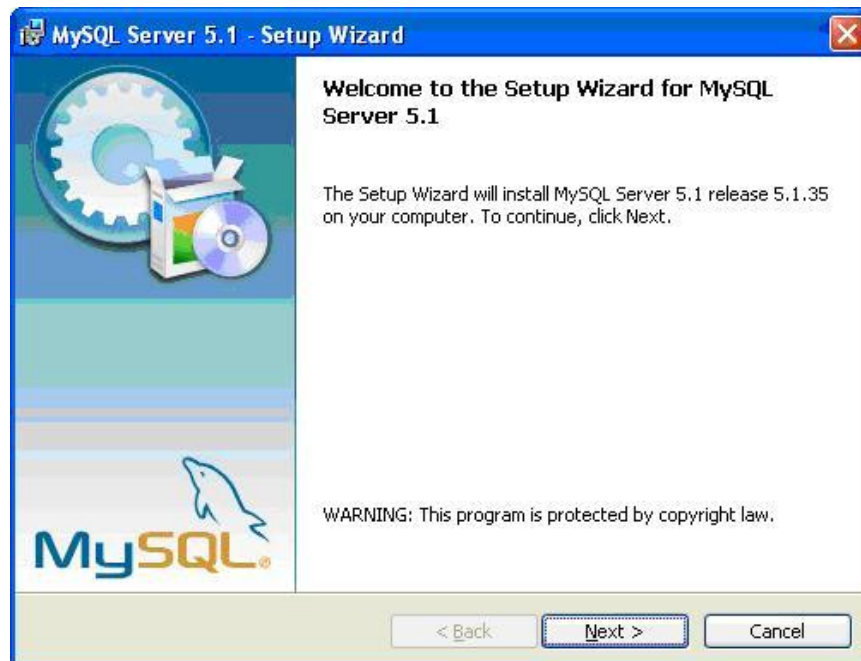 MySQL Server 5.1 - Setup Wizard
Welcome to the Setup Wizard for MySQL
Server 5.1
The Setup Wizard will install MySQL Server 5.1 release 5.1.35
on your computer. To continue, click Next.
WARNING: This program is protected by copyright law.
MySQL®
< Back
Next >
Cancel